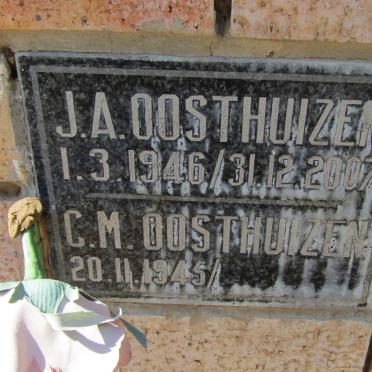 J.A. OOSTHUIZEN
1.3.1946/31.12.2007
C.M. OOSTHUIZEN
20.11.1945/